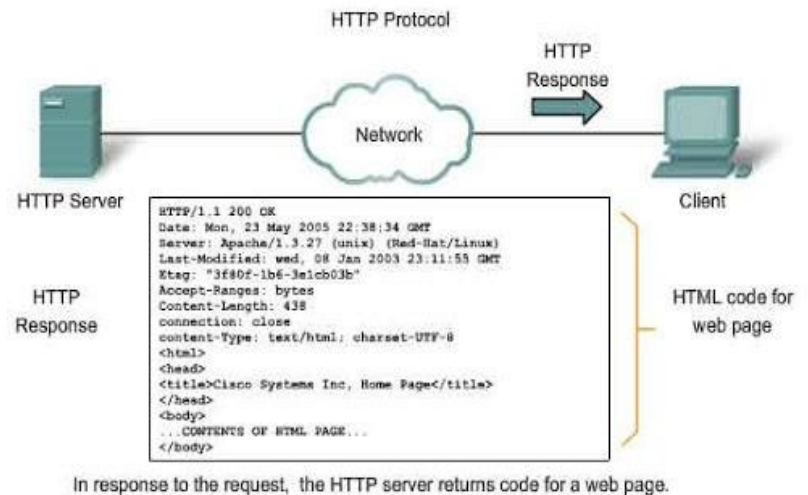 HTTP Protocol
HTTP
Response
Network
HTTP Server
Client
HTTP/1.1 200 OK
Date: Mon, 23 May 2005 22:38:34 GMT
Server: Apache/1.3.27 (unix) (Red-Hat/Linux)
Last-Modified: wed, 08 Jan 2003 23:11:55 GMT
Etag: "3f80f-1b6-3e1cb03b"
Accept-Ranges: bytes
Content-Length: 438
connection: close
content-Type: text/html; charset-UTF-8
<html>
<head>
<title>Cisco Systems Inc, Home Page</title>
</head>
<body>
...CONTENTS OF HTML PAGE...
</body>
HTTP
Response
HTML code for
web page
In response to the request, the HTTP server returns code for a web page.